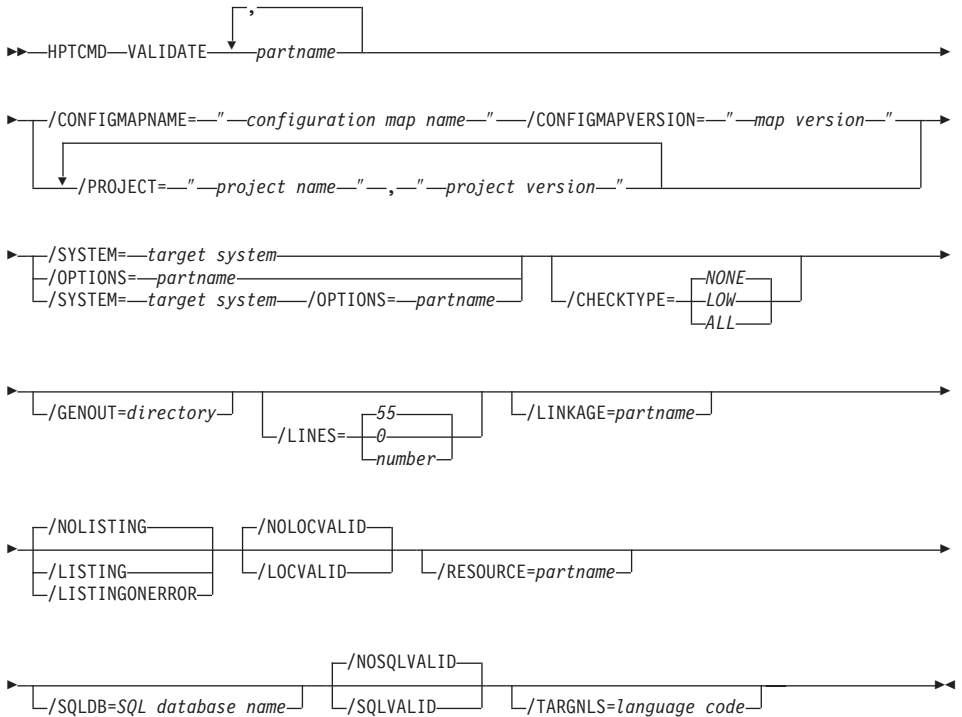 ,
HPTCMD VALIDATE partname
/CONFIGMAPNAME= " configuration map name " /CONFIGMAPVERSION= " map version "
/PROJECT= " project name " , " project version "
/SYSTEM= target system
/OPTIONS= partname
/SYSTEM= target system /OPTIONS= partname
/CHECKTYPE=
NONE
LOW
ALL
/GENOUT=directory
/LINES=
55
0
number
/LINKAGE=partname
/NOLISTING
/LISTING
/LISTINGONERROR
/NOLOCVALID
/LOCVALID
/RESOURCE=partname
/SQLDB=SQL database name
/NOSQLVALID
/SQLVALID
/TARGNLS=language code